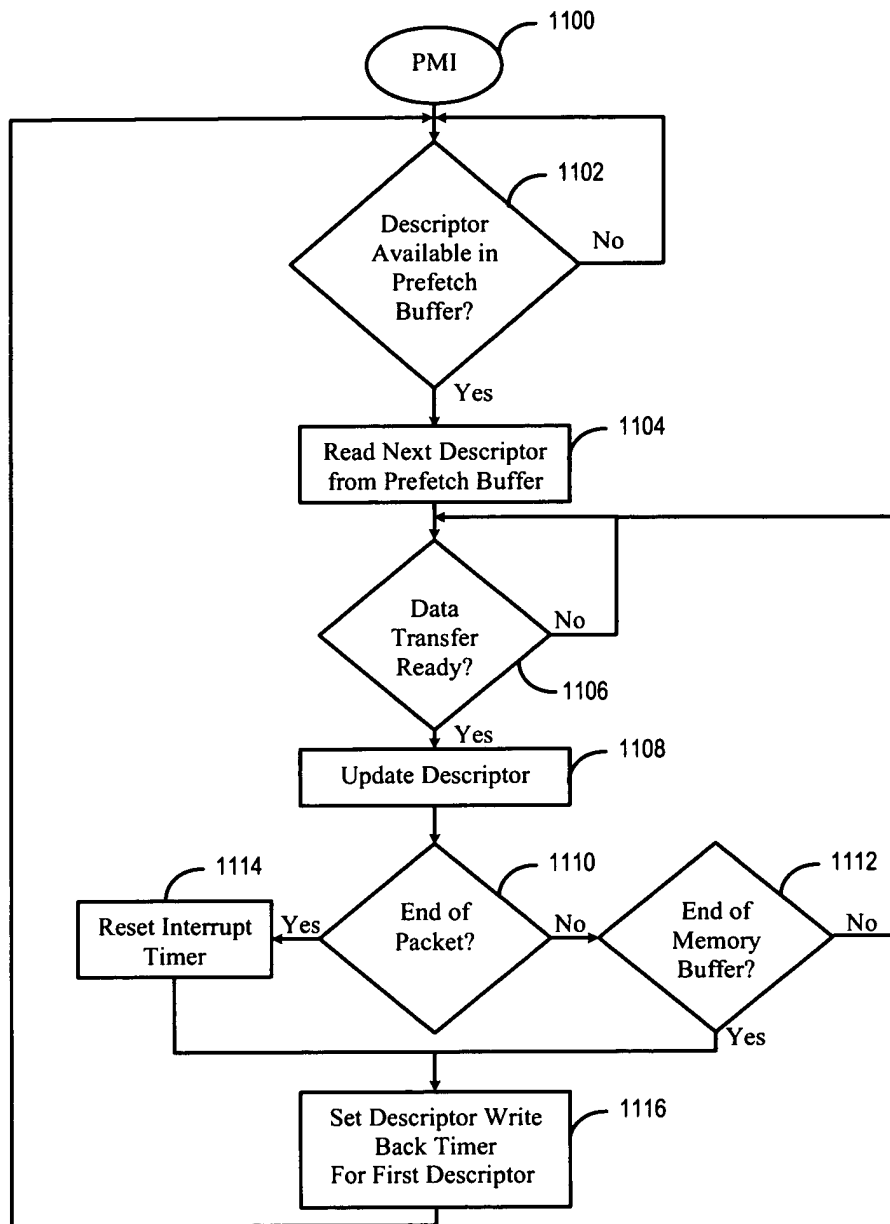 1100
PMI
1102
Descriptor
Available in
Prefetch
Buffer?
No
Yes
1104
Read Next Descriptor
from Prefetch Buffer
Data
Transfer
Ready?
No
1106
Yes
1108
Update Descriptor
1114
1110
1112
Reset Interrupt
Timer
Yes
End of
Packet?
No
End of
Memory
Buffer?
No
Yes
1116
Set Descriptor Write
Back Timer
For First Descriptor